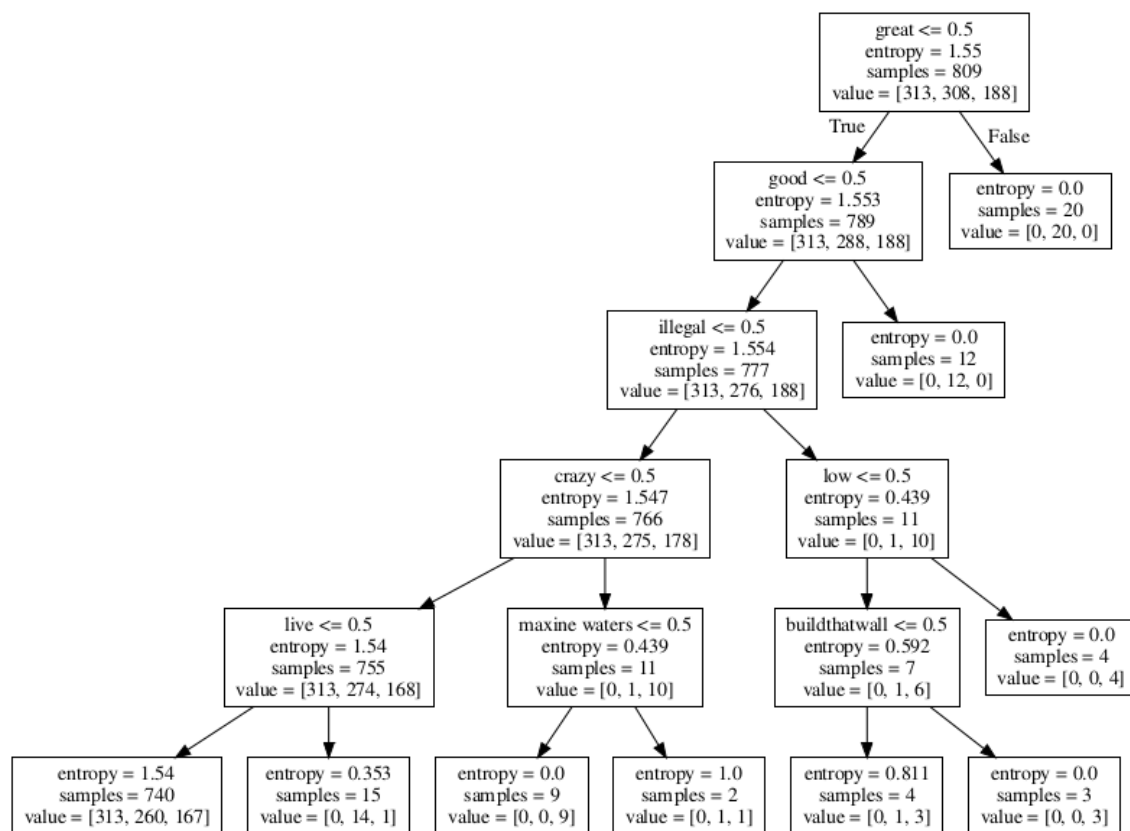 great <= 0.5
entropy = 1.55
samples = 809
value = [313, 308, 188]
True
False
good <= 0.5
entropy = 1.553
samples = 789
value = [313, 288, 188]
entropy = 0.0
samples = 20
value = [0, 20, 0]
illegal <= 0.5
entropy = 1.554
samples = 777
value = [313, 276, 188]
entropy = 0.0
samples = 12
value = [0, 12, 0]
crazy <= 0.5
entropy = 1.547
samples = 766
value = [313, 275, 178]
low <= 0.5
entropy = 0.439
samples = 11
value = [0, 1, 10]
live <= 0.5
entropy = 1.54
samples = 755
value = [313, 274, 168]
maxine waters <= 0.5
entropy = 0.439
samples = 11
value = [0, 1, 10]
buildthatwall <= 0.5
entropy = 0.592
samples = 7
value = [0, 1, 6]
entropy = 0.0
samples = 4
value = [0, 0, 4]
entropy = 1.54
samples = 740
value = [313, 260, 167]
entropy = 0.353
samples = 15
value = [0, 14, 1]
entropy = 0.0
samples = 9
value = [0, 0, 9]
entropy = 1.0
samples = 2
value = [0, 1, 1]
entropy = 0.811
samples = 4
value = [0, 1, 3]
entropy = 0.0
samples = 3
value = [0, 0, 3]